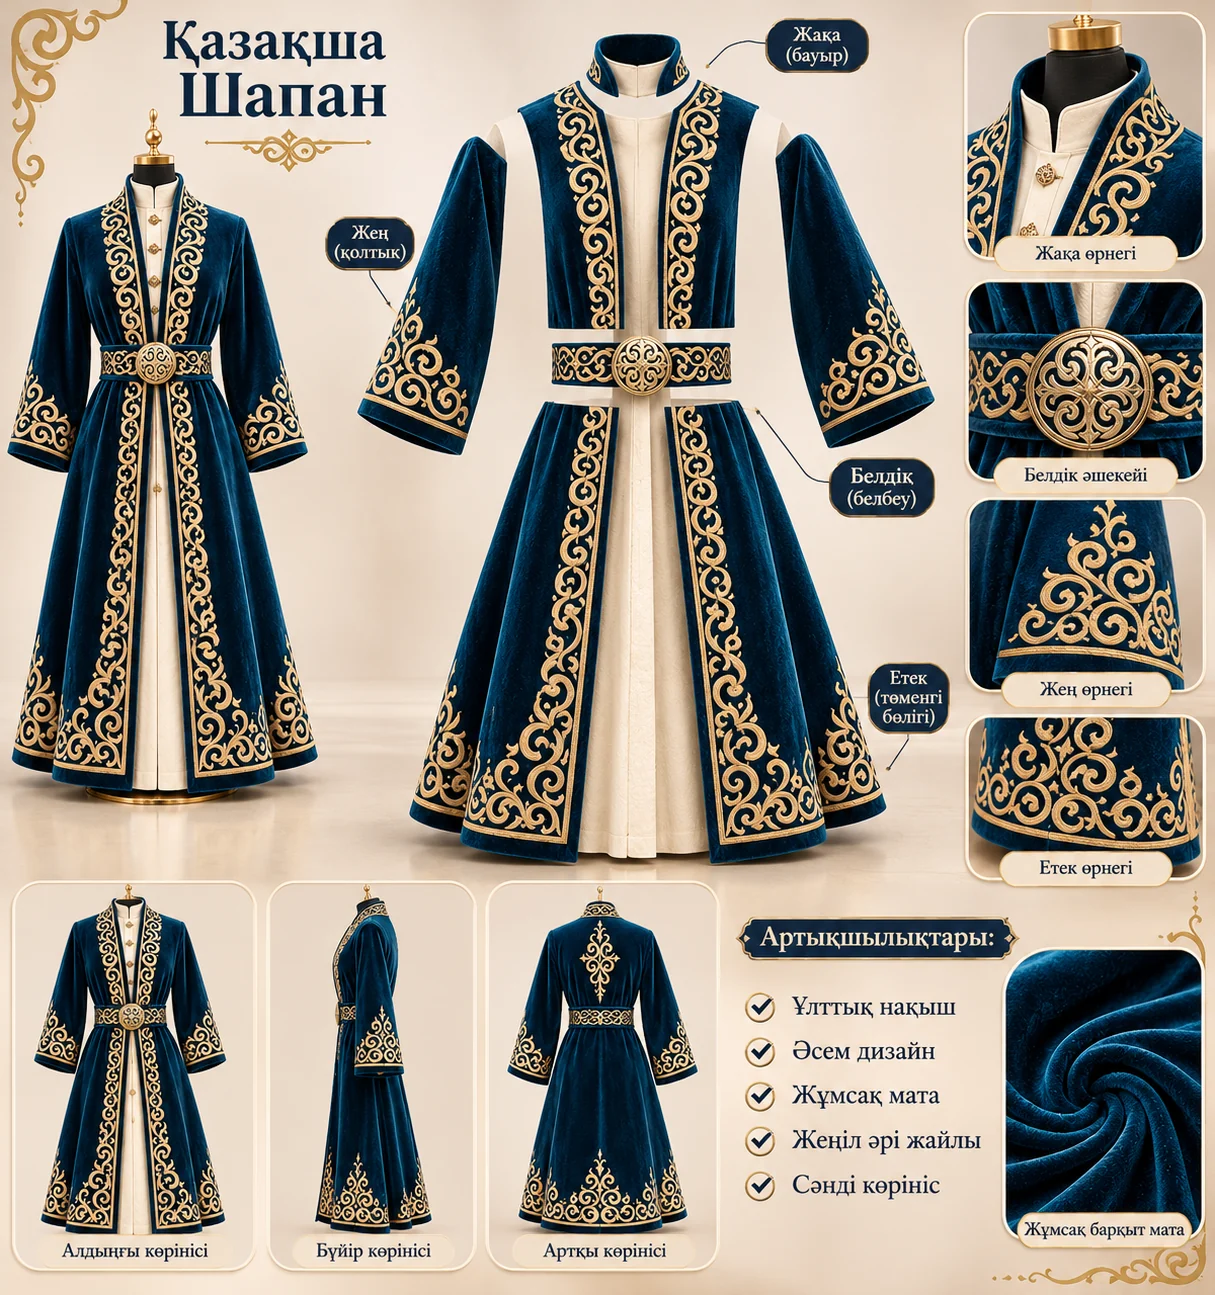 Қазақша
Шапан
Жақа
(бауыр)
Жең
(қолтық)
Белдік
(белбеу)
Етек
(төменгі
бөлігі)
Жақа өрнегі
Белдік әшекейі
Жең өрнегі
Етек өрнегі
Алдыңғы көрінісі
Бүйір көрінісі
Артқы көрінісі
Артықшылықтары:
Ұлттық нақыш
Әсем дизайн
Жұмсақ мата
Жеңіл әрі жайлы
Сәнді көрініс
Жұмсақ барқыт мата